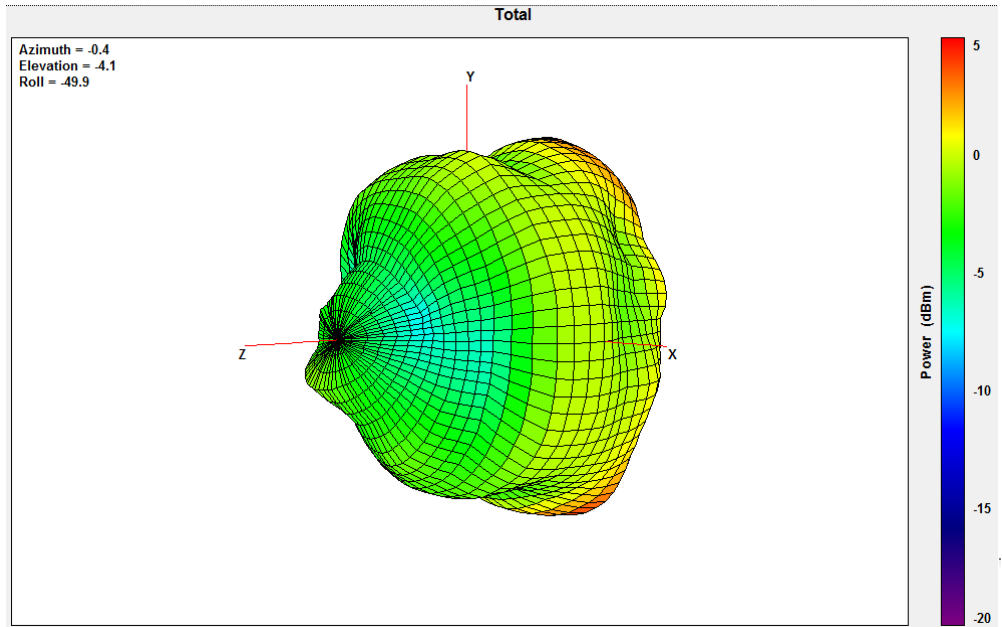 Total
Azimuth = -0.4
Elevation = -4.1
Roll = -49.9
Y
Z
X
Power (dBm)
5
0
-5
-10
-15
-20